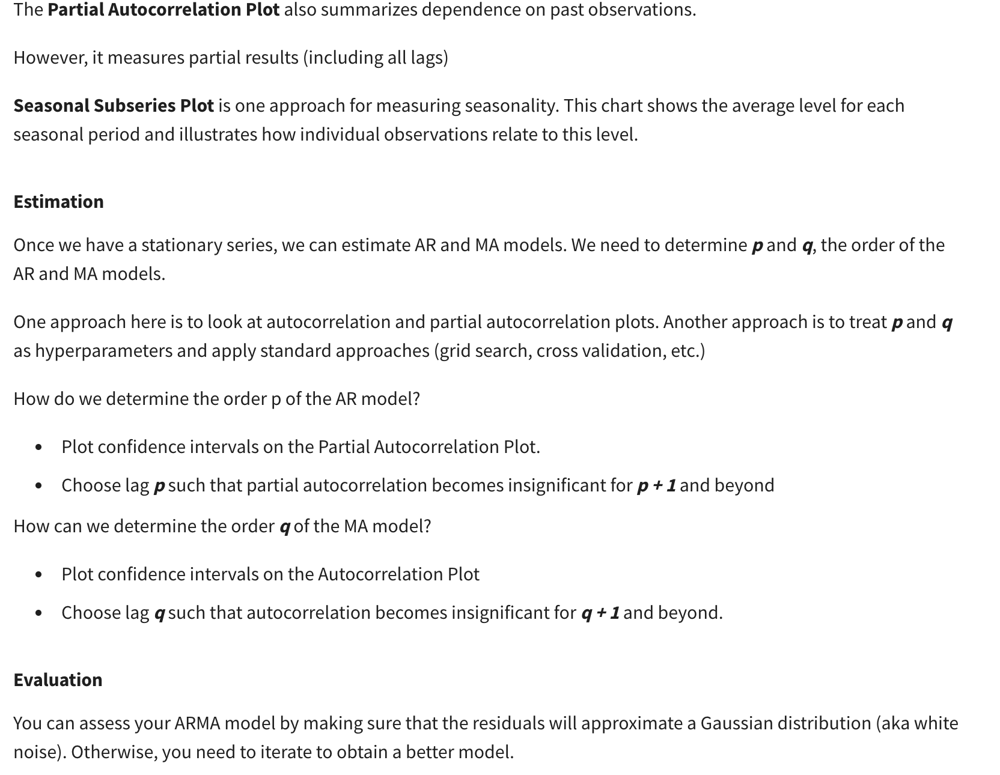 The Partial Autocorrelation Plot also summarizes dependence on past observations.
However, it measures partial results (including all lags)
Seasonal Subseries Plot is one approach for measuring seasonality. This chart shows the average level for each
seasonal period and illustrates how individual observations relate to this level.
Estimation
Once we have a stationary series, we can estimate AR and MA models. We need to determine p and q, the order of the
AR and MA models.
One approach here is to look at autocorrelation and partial autocorrelation plots. Another approach is to treat p and q
as hyperparameters and apply standard approaches (grid search, cross validation, etc.)
How do we determine the order p of the AR model?
• Plot confidence intervals on the Partial Autocorrelation Plot.
• Choose lag p such that partial autocorrelation becomes insignificant for p + 1 and beyond
How can we determine the order q of the MA model?
• Plot confidence intervals on the Autocorrelation Plot
• Choose lag q such that autocorrelation becomes insignificant for q + 1 and beyond.
Evaluation
You can assess your ARMA model by making sure that the residuals will approximate a Gaussian distribution (aka white
noise). Otherwise, you need to iterate to obtain a better model.